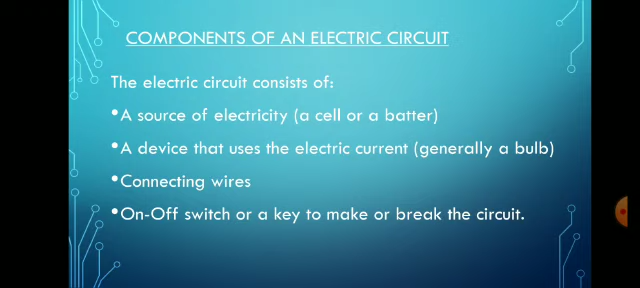 COMPONENTS OF AN ELECTRIC CIRCUIT
The electric circuit consists of:
•A source of electricity (a cell or a batter)
•A device that uses the electric current (generally a bulb)
•Connecting wires
•On-Off switch or a key to make or break the circuit.